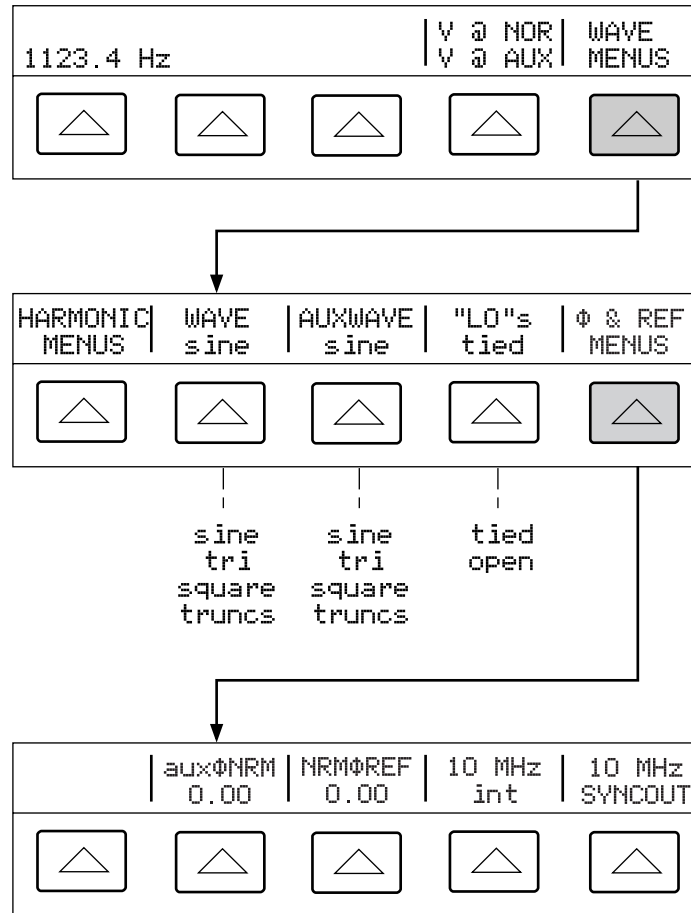 1123.4 Hz
V @ NOR
V @ AUX
WAVE
MENUS
HARMONIC
MENUS
WAVE
sine
AUXWAVE
sine
"LO"s
tied
Φ & REF
MENUS
sine
tri
square
truncs
sine
tri
square
truncs
tied
open
auxΦNRM
0.00
NRMΦREF
0.00
10 MHz
int
10 MHz
SYNCOUT